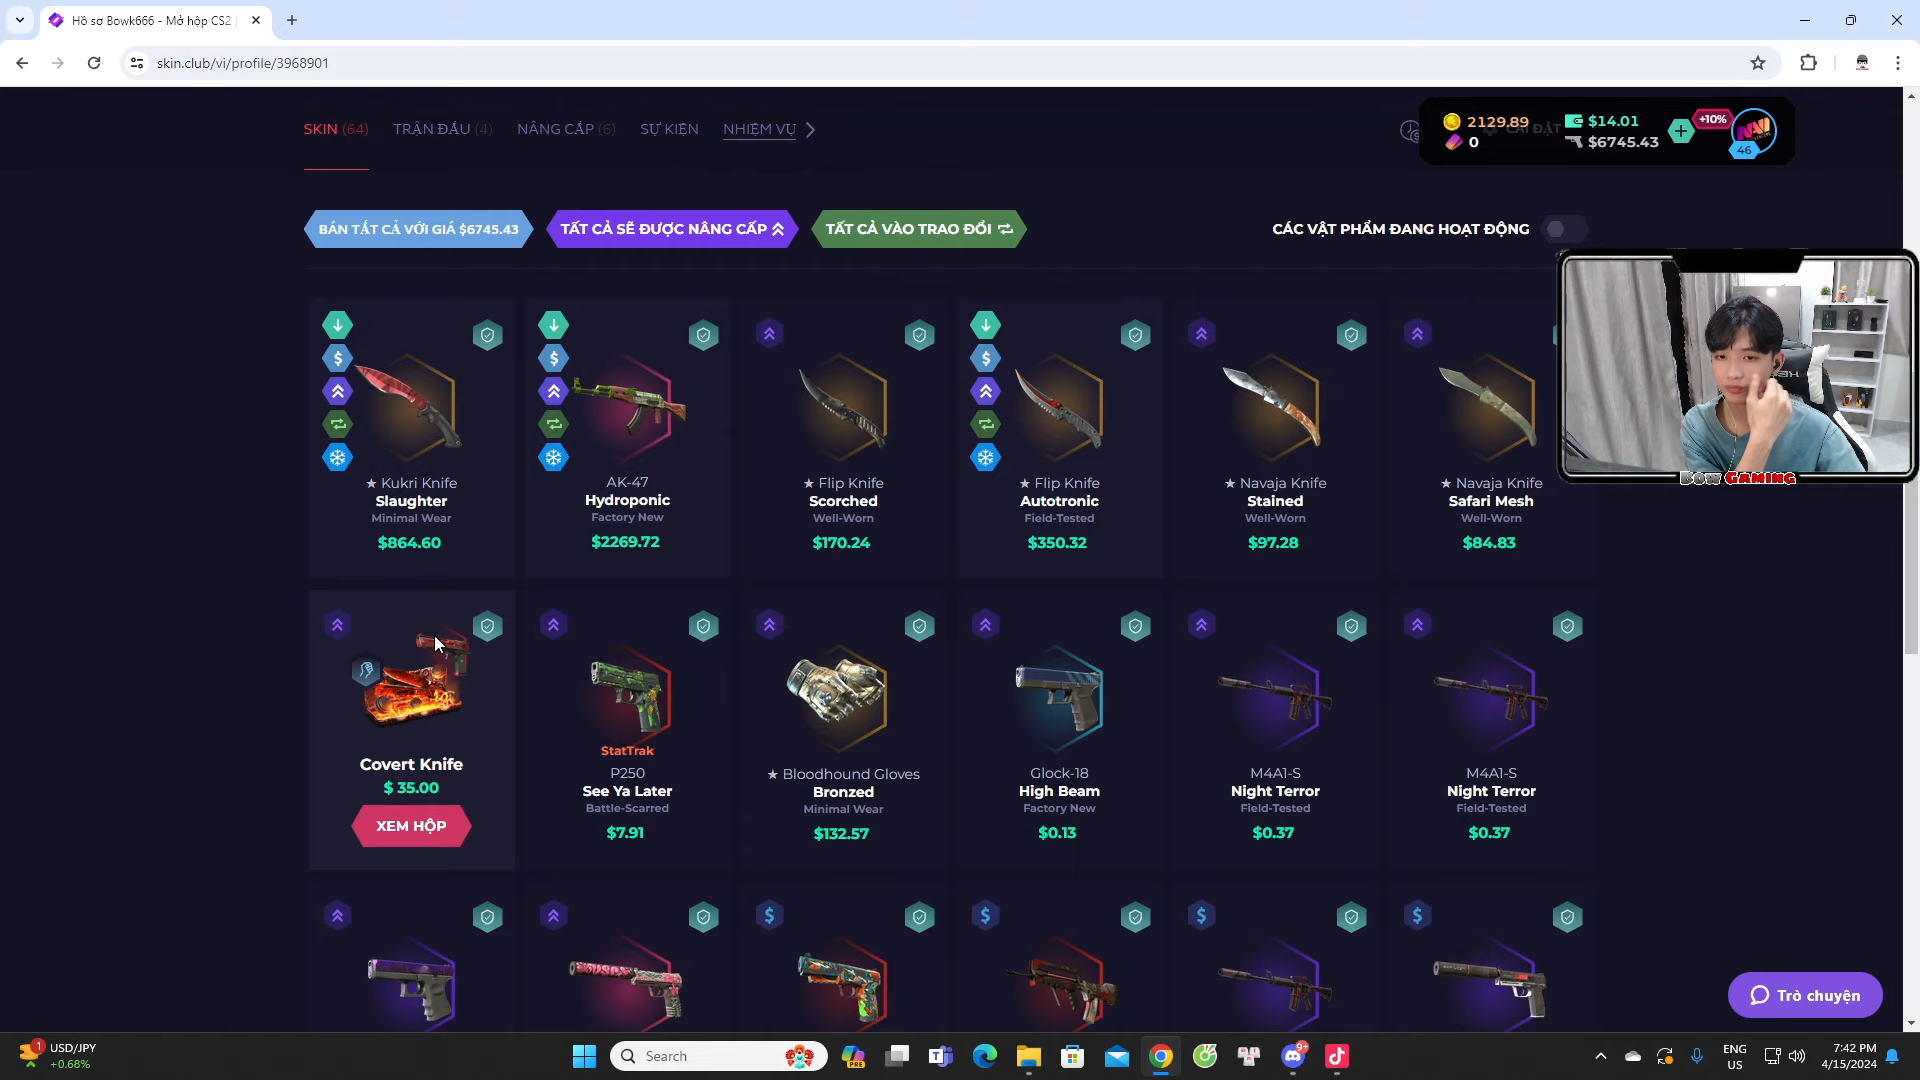 Hồ sơ Bowk666 - Mở hộp CS2
skin.club/vi/profile/3968901
SKIN (64)
TRẬN ĐẤU (4)
NÂNG CẤP (6)
SỰ KIỆN
NHIỆM VỤ
CÀI ĐẶT
2129.89
0
$14.01
$6745.43
+10%
46
BÁN TẤT CẢ VỚI GIÁ $6745.43
TẤT CẢ SẼ ĐƯỢC NÂNG CẤP
TẤT CẢ VÀO TRAO ĐỔI
CÁC VẬT PHẨM ĐANG HOẠT ĐỘNG
★ Kukri Knife
Slaughter
Minimal Wear
$864.60
AK-47
Hydroponic
Factory New
$2269.72
★ Flip Knife
Scorched
Well-Worn
$170.24
★ Flip Knife
Autotronic
Field-Tested
$350.32
★ Navaja Knife
Stained
Well-Worn
$97.28
★ Navaja Knife
Safari Mesh
Well-Worn
$84.83
BOW GAMING
Covert Knife
$ 35.00
XEM HỘP
StatTrak
P250
See Ya Later
Battle-Scarred
$7.91
★ Bloodhound Gloves
Bronzed
Minimal Wear
$132.57
Glock-18
High Beam
Factory New
$0.13
M4A1-S
Night Terror
Field-Tested
$0.37
M4A1-S
Night Terror
Field-Tested
$0.37
Trò chuyện
1
USD/JPY
+0.68%
Search
PRE
9+
ENG
US
7:42 PM
4/15/2024